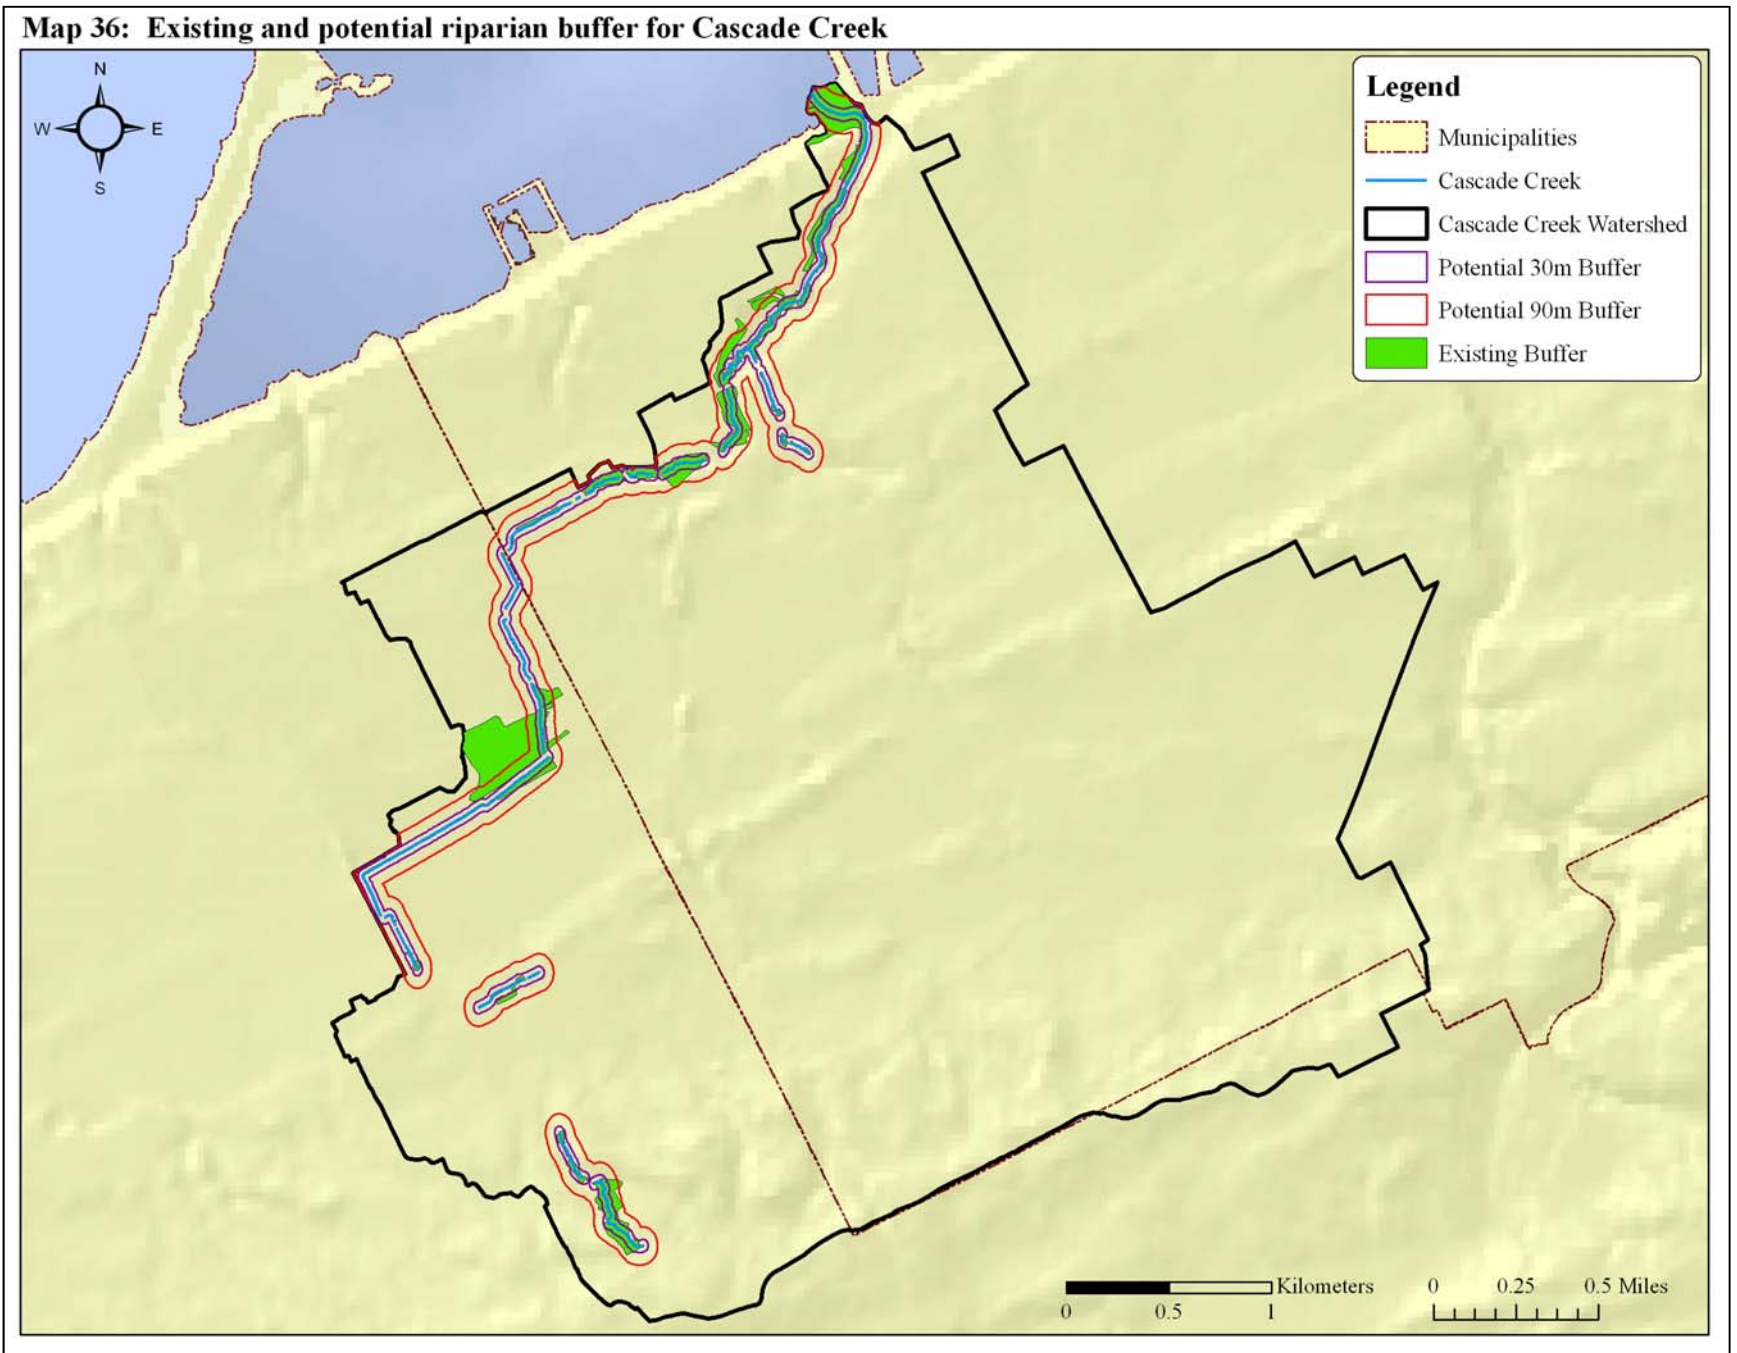 Map 36: Existing and potential riparian buffer for Cascade Creek
N
W E
S
Legend
Municipalities
Cascade Creek
Cascade Creek Watershed
Potential 30m Buffer
Potential 90m Buffer
Existing Buffer
Kilometers
0 0.5 1
0 0.25 0.5 Miles